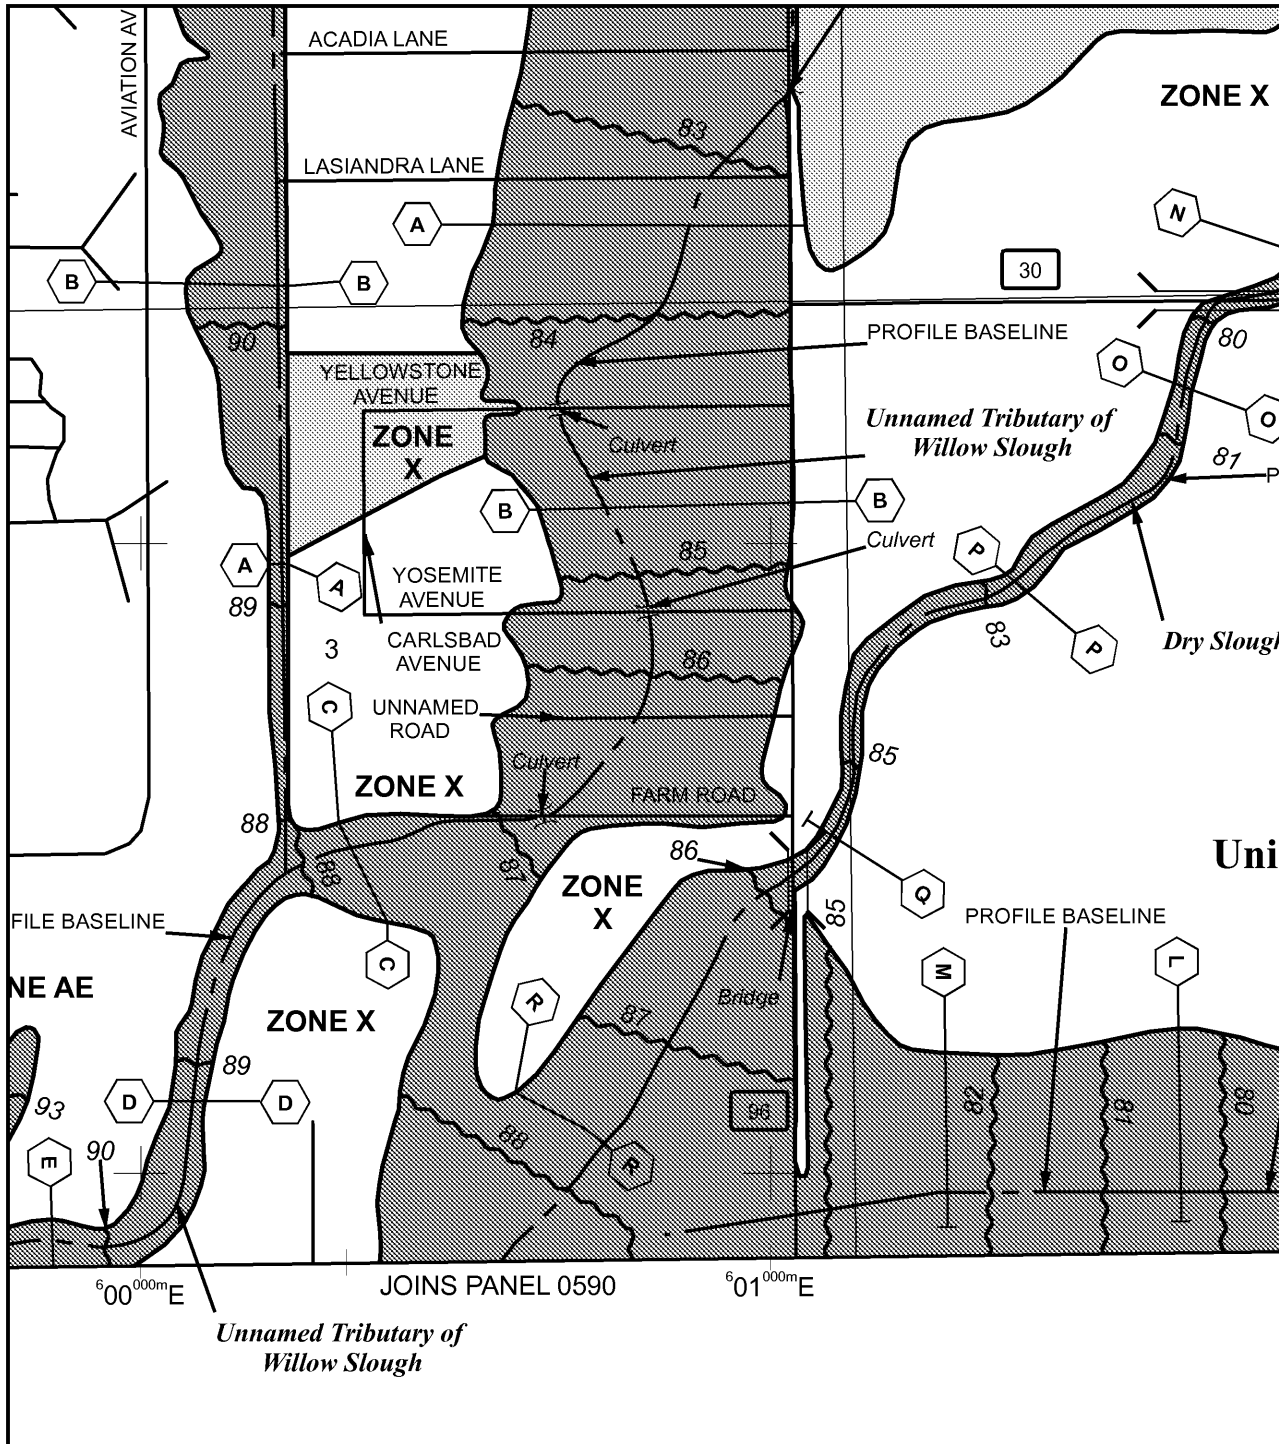 AVIATION AV
ACADIA LANE
83
ZONE X
LASIANDRA LANE
A
N
B
B
30
90
84
PROFILE BASELINE
80
YELLOWSTONE
AVENUE
O
ZONE
X
Culvert
Unnamed Tributary of
Willow Slough
O
81
P
B
B
Culvert
85
P
A
A
YOSEMITE
AVENUE
89
3
CARLSBAD
AVENUE
83
P
Dry Slough
86
C
UNNAMED
ROAD
85
Culvert
ZONE X
FARM ROAD
88
86
Uni
88
87
ZONE
X
Q
85
FILE BASELINE
PROFILE BASELINE
C
M
L
NE AE
R
Bridge
ZONE X
87
89
93
D
D
96
82
81
80
90
88
E
R
600000mE
JOINS PANEL 0590
601000mE
Unnamed Tributary of
Willow Slough